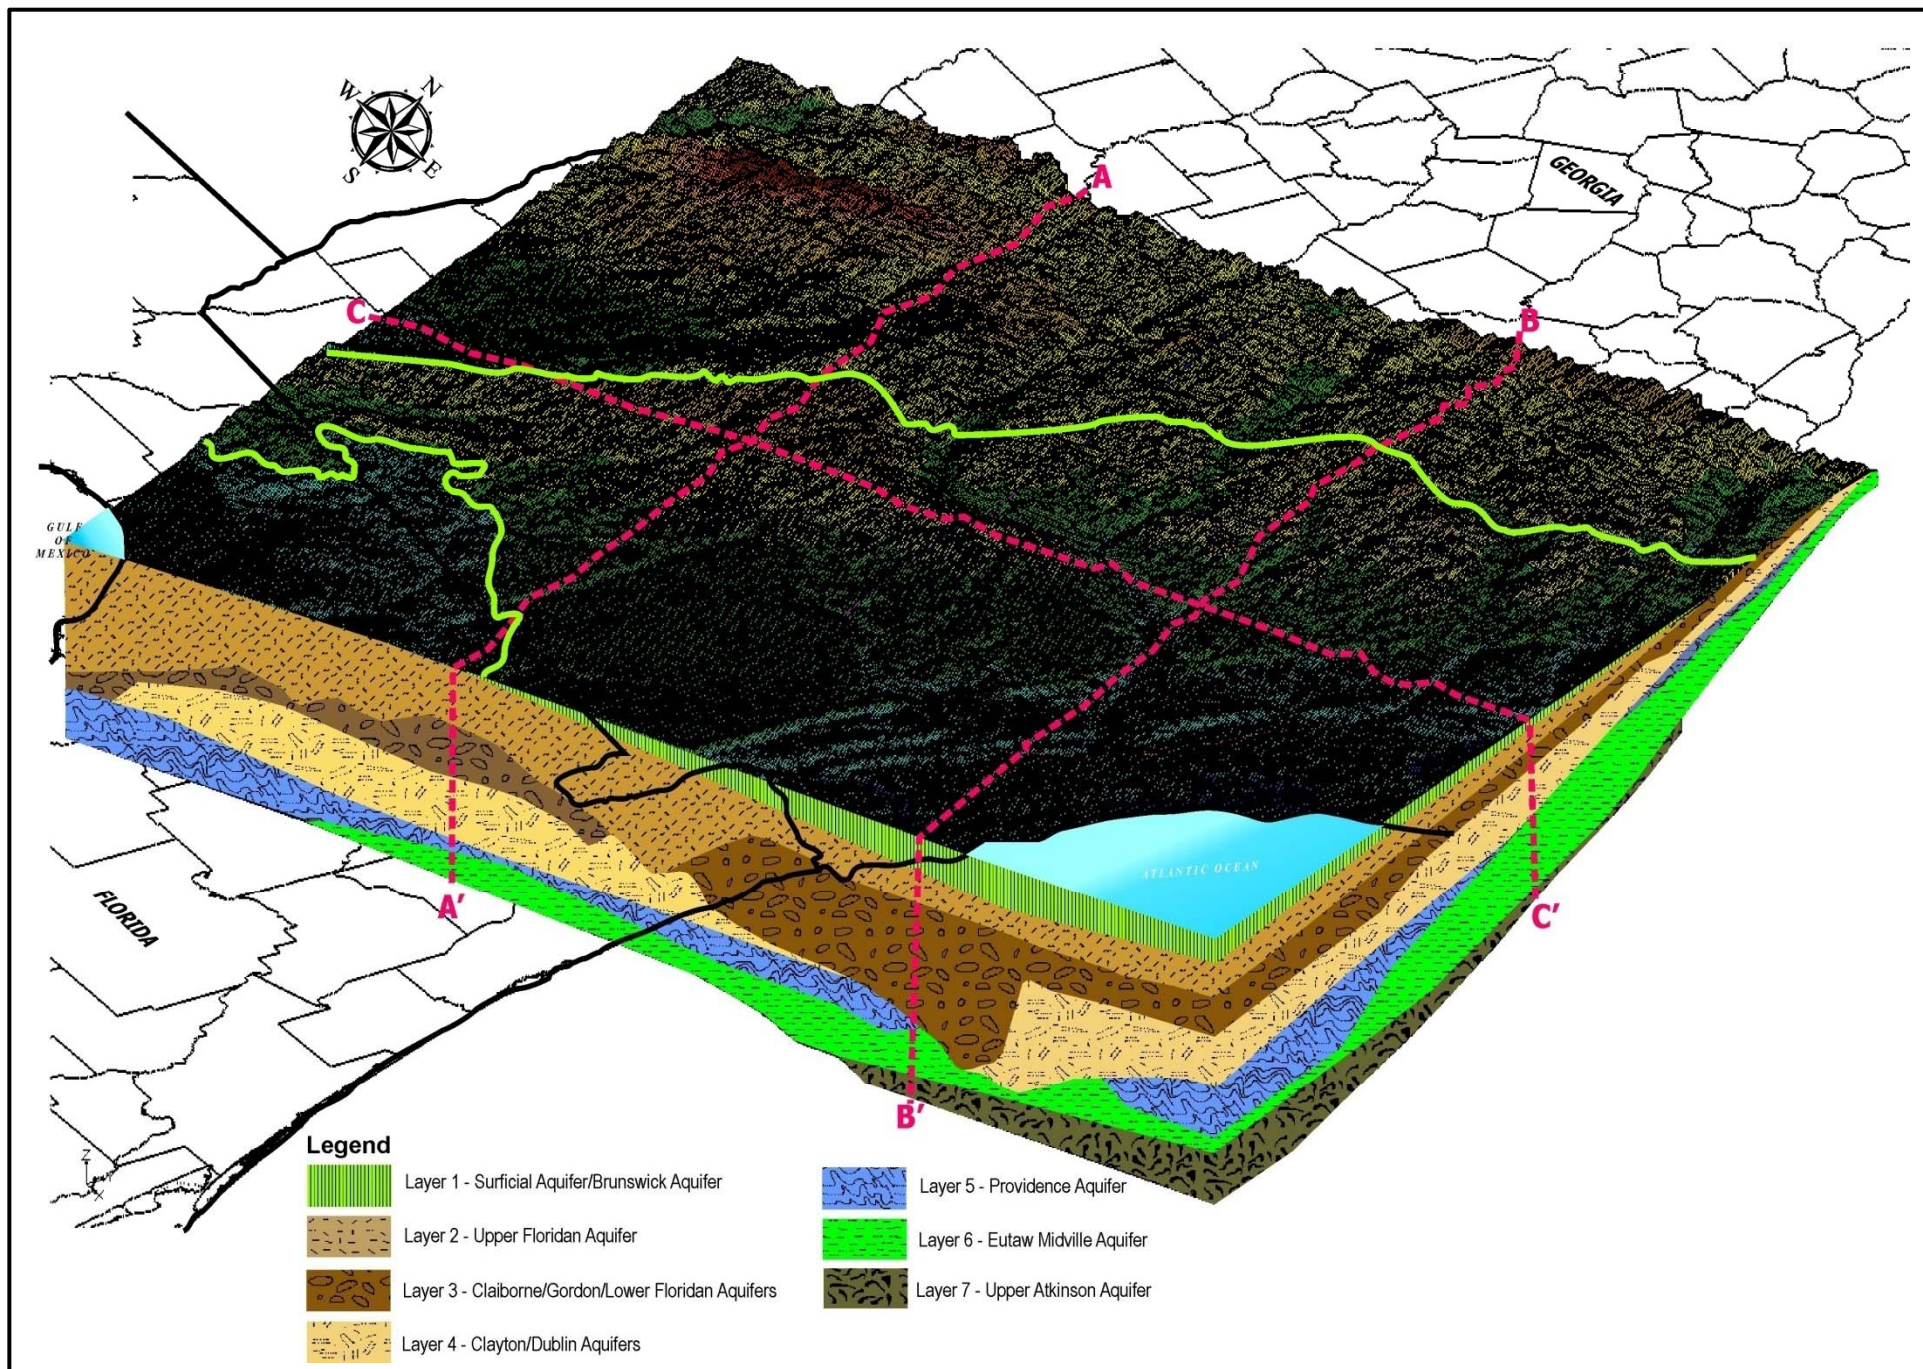 W
N
S
E
A
GEORGIA
C
B
GULF
OF
MEXICO
ATLANTIC OCEAN
A'
C'
FLORIDA
B'
Legend
Z
X
Layer 1 - Surficial Aquifer/Brunswick Aquifer
Layer 2 - Upper Floridan Aquifer
Layer 3 - Claiborne/Gordon/Lower Floridan Aquifers
Layer 4 - Clayton/Dublin Aquifers
Layer 5 - Providence Aquifer
Layer 6 - Eutaw Midville Aquifer
Layer 7 - Upper Atkinson Aquifer